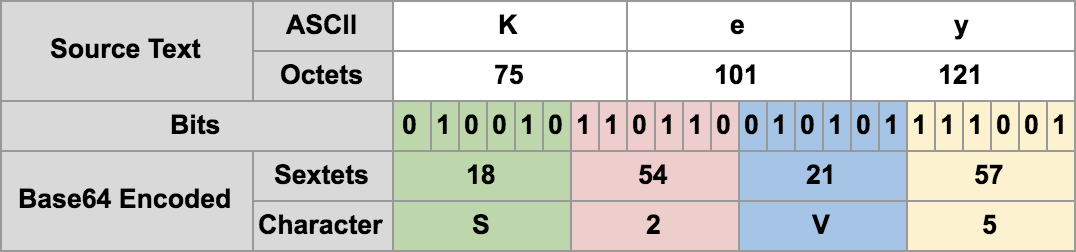 Source Text ASCII K e y
Octets 75 101 121
Bits 0 1 0 0 1 0 1 1 0 1 1 0 0 1 0 1 0 1 1 1 1 0 0 1
Base64 Encoded Sextets 18 54 21 57
Character S 2 V 5